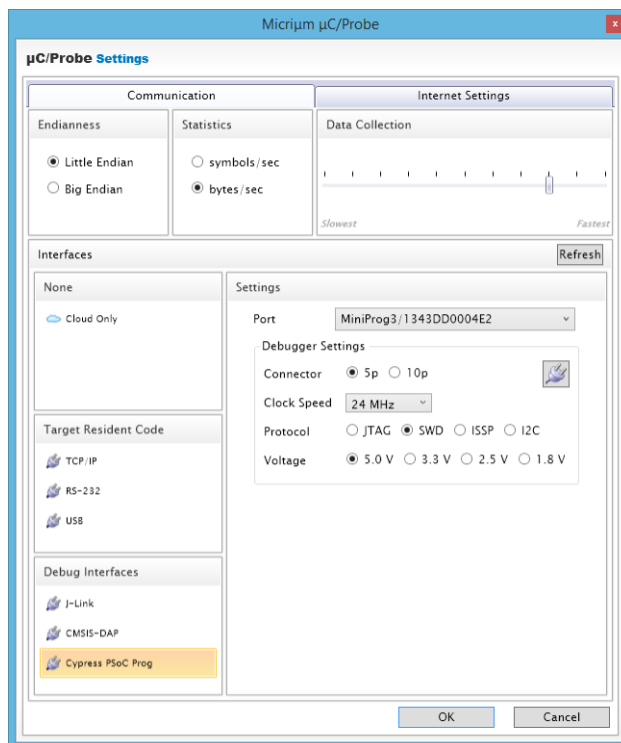 Micriµm µC/Probe
x
µC/Probe Settings
Communication
Internet Settings
Endianness
Little Endian
Big Endian
Statistics
symbols/sec
bytes/sec
Data Collection
Slowest
Fastest
Interfaces
Refresh
None
Cloud Only
Target Resident Code
TCP/IP
RS-232
USB
Debug Interfaces
J-Link
CMSIS-DAP
Cypress PSoC Prog
Settings
Port MiniProg3/1343DD0004E2
Debugger Settings
Connector 5p 10p
Clock Speed 24 MHz
Protocol JTAG SWD ISSP I2C
Voltage 5.0 V 3.3 V 2.5 V 1.8 V
OK
Cancel